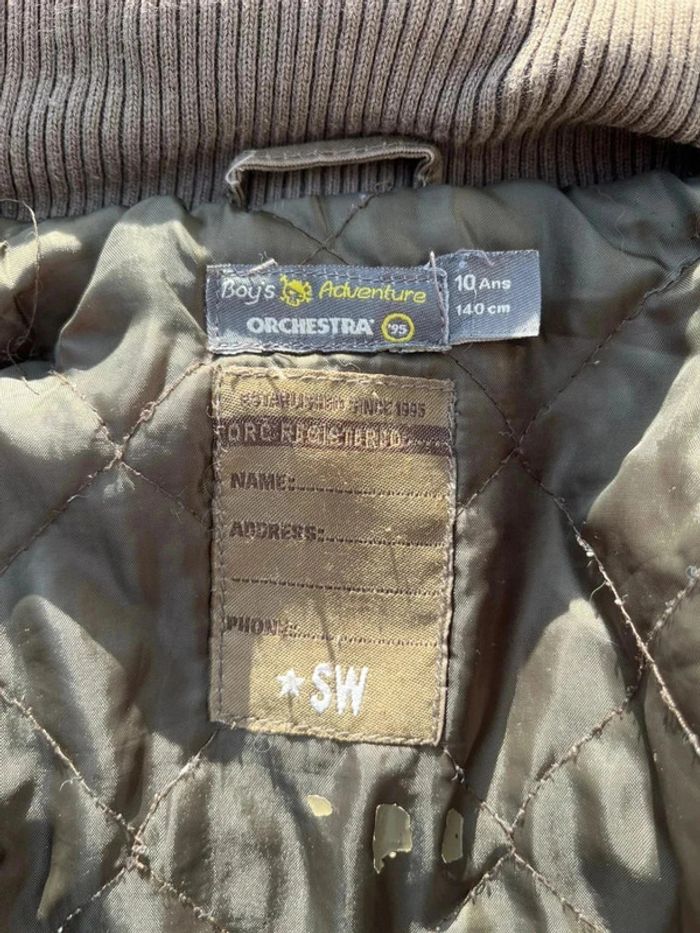 Boy's Adventure
ORCHESTRA '95
10 Ans
140 cm
ESTABLISHED SINCE 1995
ORC REGISTERED
NAME:
ADDRESS:
PHONE:
★SW